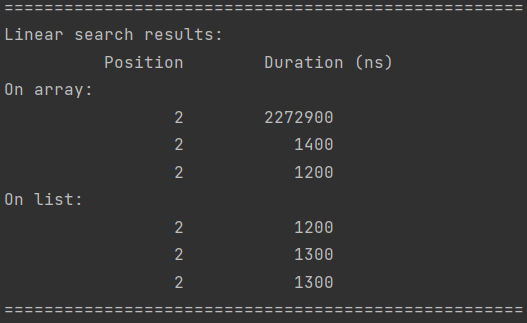 ====================================================
Linear search results:
          Position        Duration (ns)
On array:
                 2        2272900
                 2           1400
                 2           1200
On list:
                 2           1200
                 2           1300
                 2           1300
====================================================